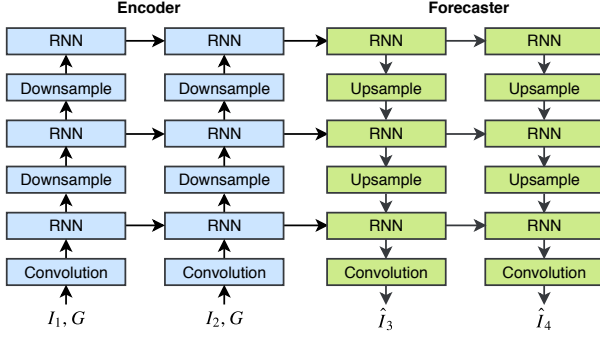 Encoder Forecaster
RNN RNN RNN RNN
Downsample Downsample Upsample Upsample
RNN RNN RNN RNN
Downsample Downsample Upsample Upsample
RNN RNN RNN RNN
Convolution Convolution Convolution Convolution
I₁, G I₂, G Î₃ Î₄